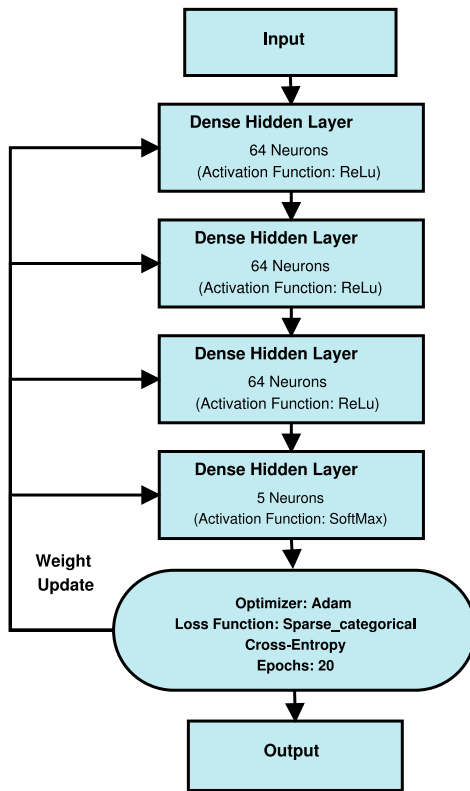 Input
Dense Hidden Layer
64 Neurons
(Activation Function: ReLu)
Dense Hidden Layer
64 Neurons
(Activation Function: ReLu)
Dense Hidden Layer
64 Neurons
(Activation Function: ReLu)
Dense Hidden Layer
5 Neurons
(Activation Function: SoftMax)
Weight
Update
Optimizer: Adam
Loss Function: Sparse_categorical
Cross-Entropy
Epochs: 20
Output